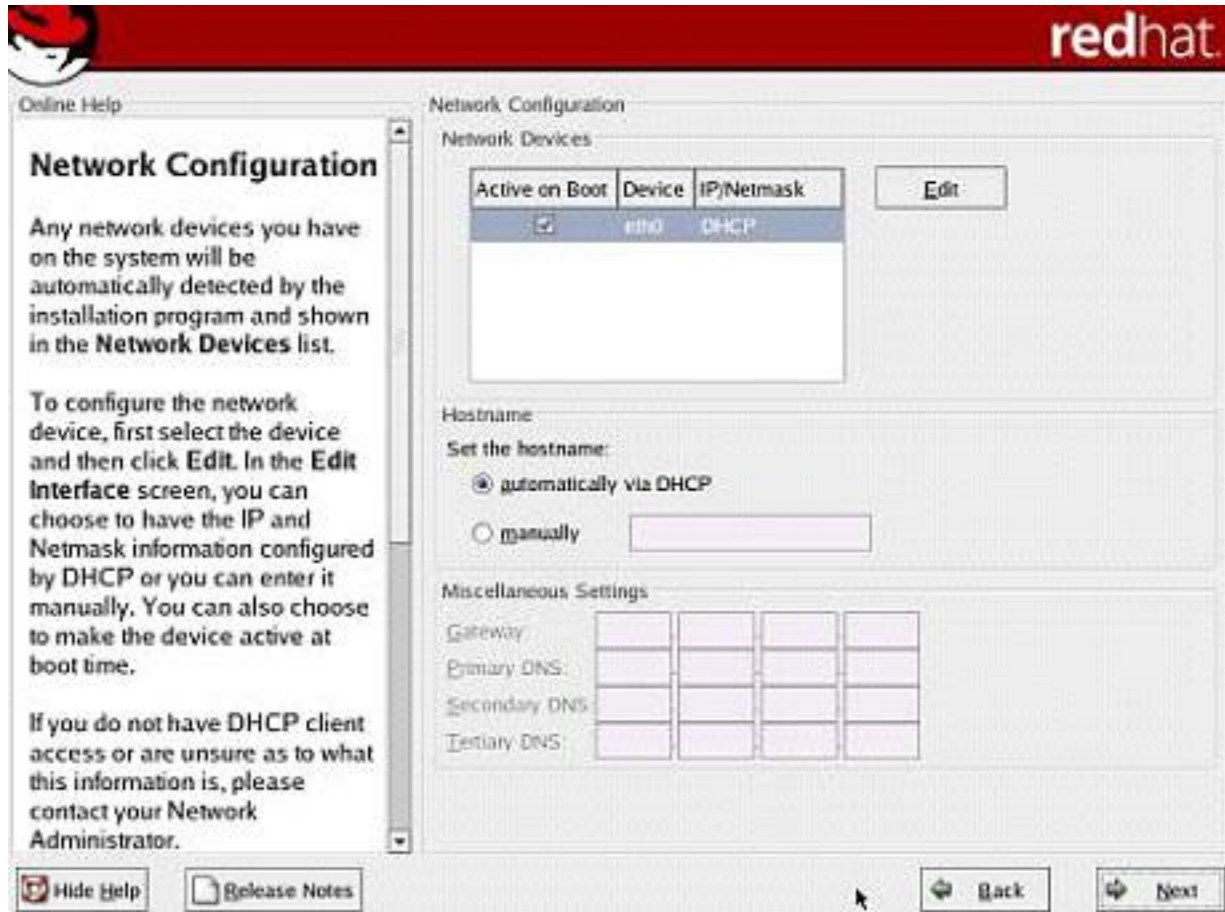 redhat.
Online Help
Network Configuration
Any network devices you have
on the system will be
automatically detected by the
installation program and shown
in the Network Devices list.
To configure the network
device, first select the device
and then click Edit. In the Edit
Interface screen, you can
choose to have the IP and
Netmask information configured
by DHCP or you can enter it
manually. You can also choose
to make the device active at
boot time.
If you do not have DHCP client
access or are unsure as to what
this information is, please
contact your Network
Administrator.
Network Configuration
Network Devices
Active on Boot Device IP/Netmask
eth0 DHCP
Edit
Hostname
Set the hostname:
automatically via DHCP
manually
Miscellaneous Settings
Gateway:
Primary DNS:
Secondary DNS:
Tertiary DNS:
Hide Help Release Notes Back Next